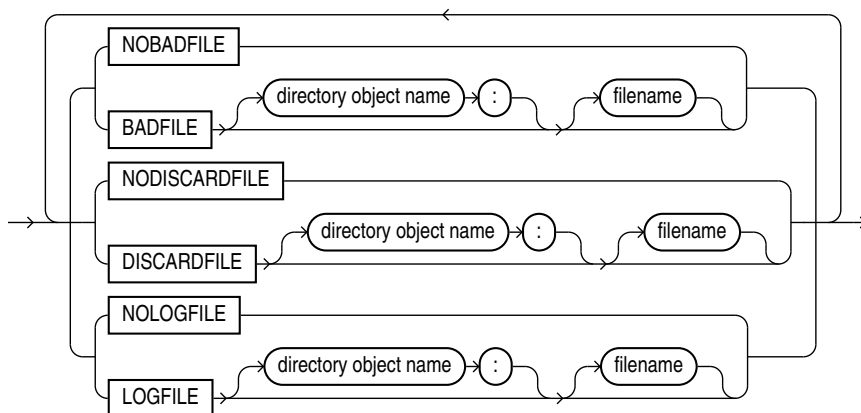 NOBADFILE
BADFILE directory object name : filename
NODISCARDFILE
DISCARDFILE directory object name : filename
NOLOGFILE
LOGFILE directory object name : filename